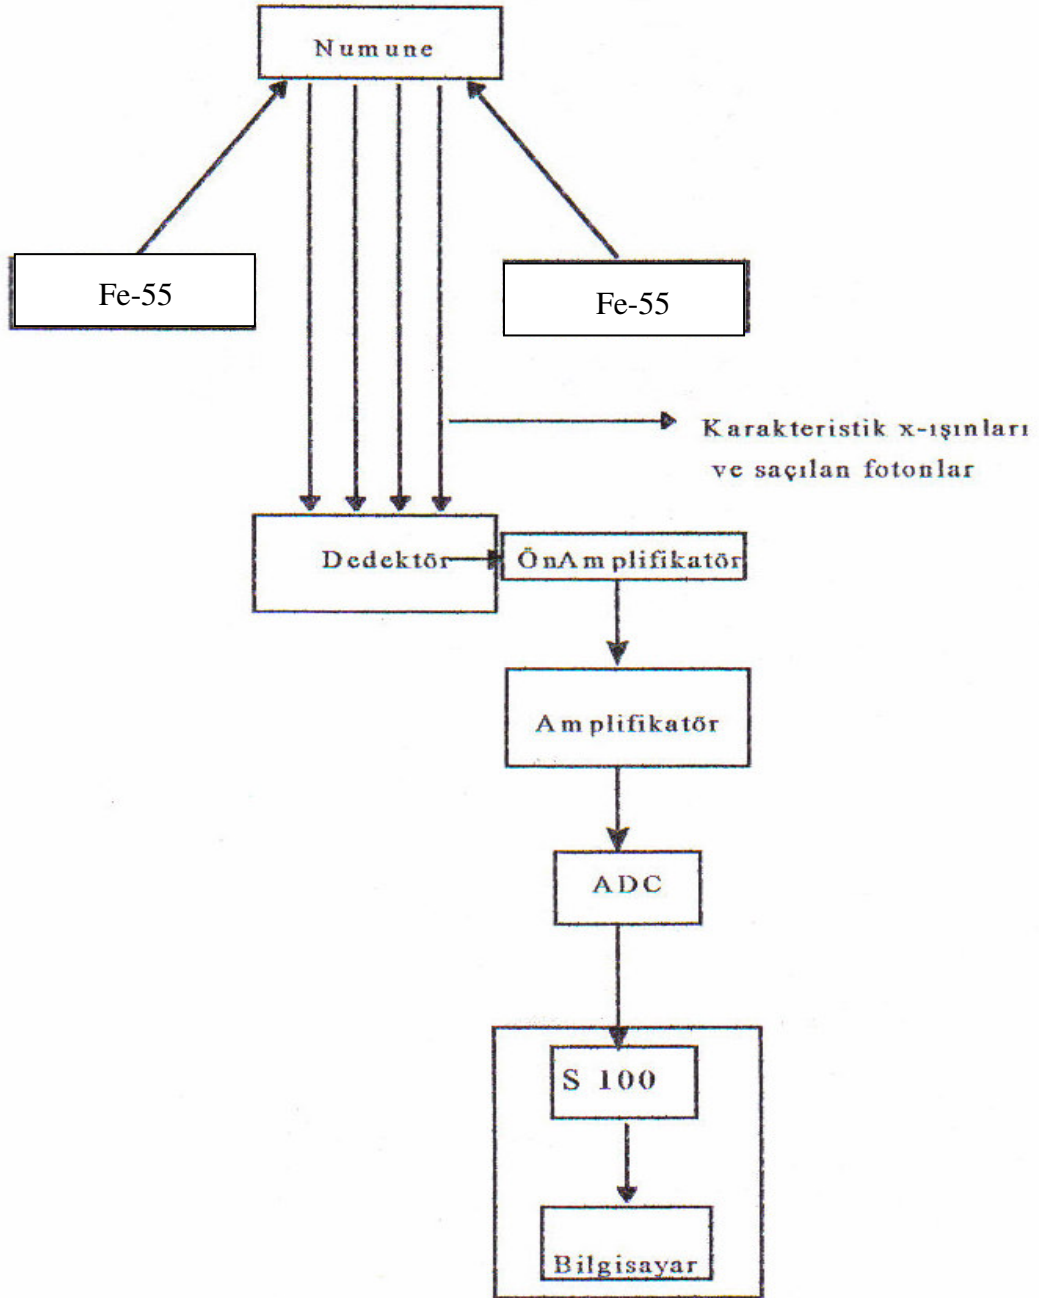 Numune
Fe-55
Fe-55
Karakteristik x-ışınları
ve saçılan fotonlar
Dedektör
ÖnAmplifikatör
Amplifikatör
ADC
S 100
Bilgisayar